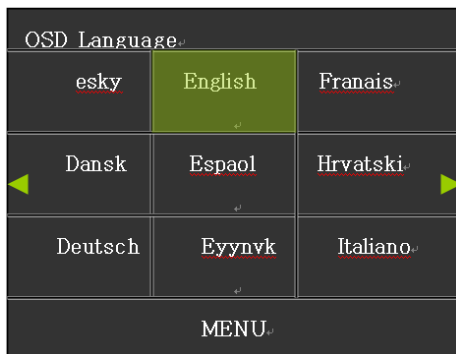 OSD Language
esky English Franais
Dansk Espaol Hrvatski
Deutsch Eyynvk Italiano
MENU